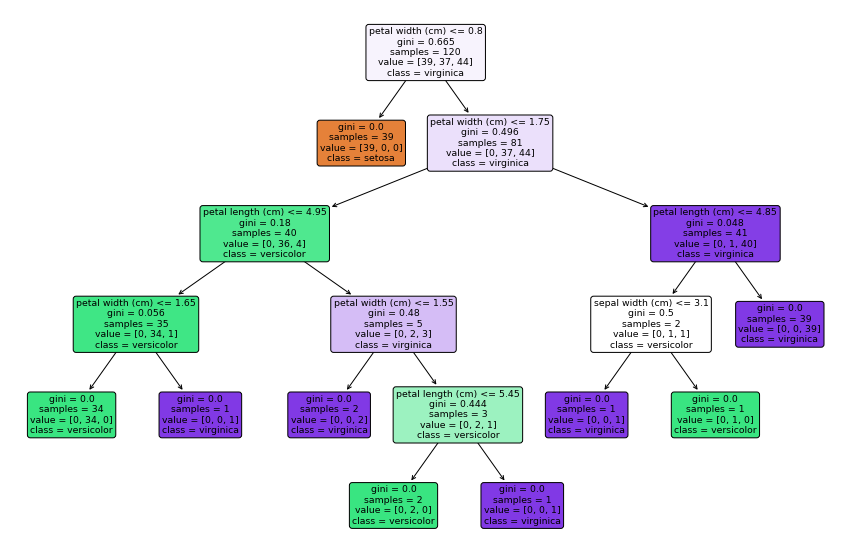 petal width (cm) <= 0.8
gini = 0.665
samples = 120
value = [39, 37, 44]
class = virginica
gini = 0.0
samples = 39
value = [39, 0, 0]
class = setosa
petal width (cm) <= 1.75
gini = 0.496
samples = 81
value = [0, 37, 44]
class = virginica
petal length (cm) <= 4.95
gini = 0.18
samples = 40
value = [0, 36, 4]
class = versicolor
petal length (cm) <= 4.85
gini = 0.048
samples = 41
value = [0, 1, 40]
class = virginica
petal width (cm) <= 1.65
gini = 0.056
samples = 35
value = [0, 34, 1]
class = versicolor
petal width (cm) <= 1.55
gini = 0.48
samples = 5
value = [0, 2, 3]
class = virginica
sepal width (cm) <= 3.1
gini = 0.5
samples = 2
value = [0, 1, 1]
class = versicolor
gini = 0.0
samples = 39
value = [0, 0, 39]
class = virginica
gini = 0.0
samples = 34
value = [0, 34, 0]
class = versicolor
gini = 0.0
samples = 1
value = [0, 0, 1]
class = virginica
gini = 0.0
samples = 2
value = [0, 0, 2]
class = virginica
petal length (cm) <= 5.45
gini = 0.444
samples = 3
value = [0, 2, 1]
class = versicolor
gini = 0.0
samples = 1
value = [0, 0, 1]
class = virginica
gini = 0.0
samples = 1
value = [0, 1, 0]
class = versicolor
gini = 0.0
samples = 2
value = [0, 2, 0]
class = versicolor
gini = 0.0
samples = 1
value = [0, 0, 1]
class = virginica